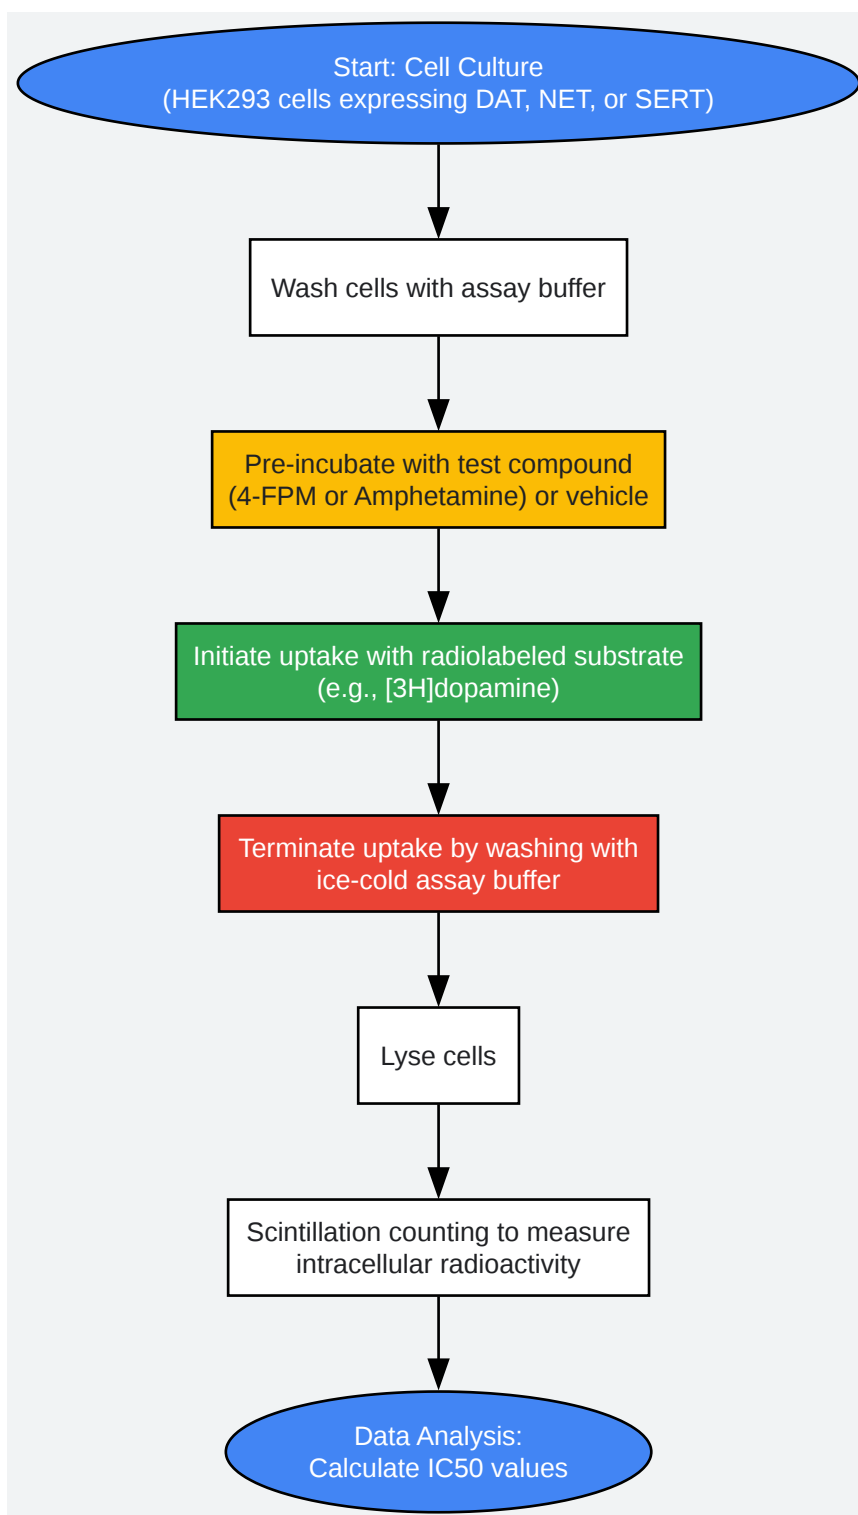 Start: Cell Culture
(HEK293 cells expressing DAT, NET, or SERT)
Wash cells with assay buffer
Pre-incubate with test compound
(4-FPM or Amphetamine) or vehicle
Initiate uptake with radiolabeled substrate
(e.g., [3H]dopamine)
Terminate uptake by washing with
ice-cold assay buffer
Lyse cells
Scintillation counting to measure
intracellular radioactivity
Data Analysis:
Calculate IC50 values